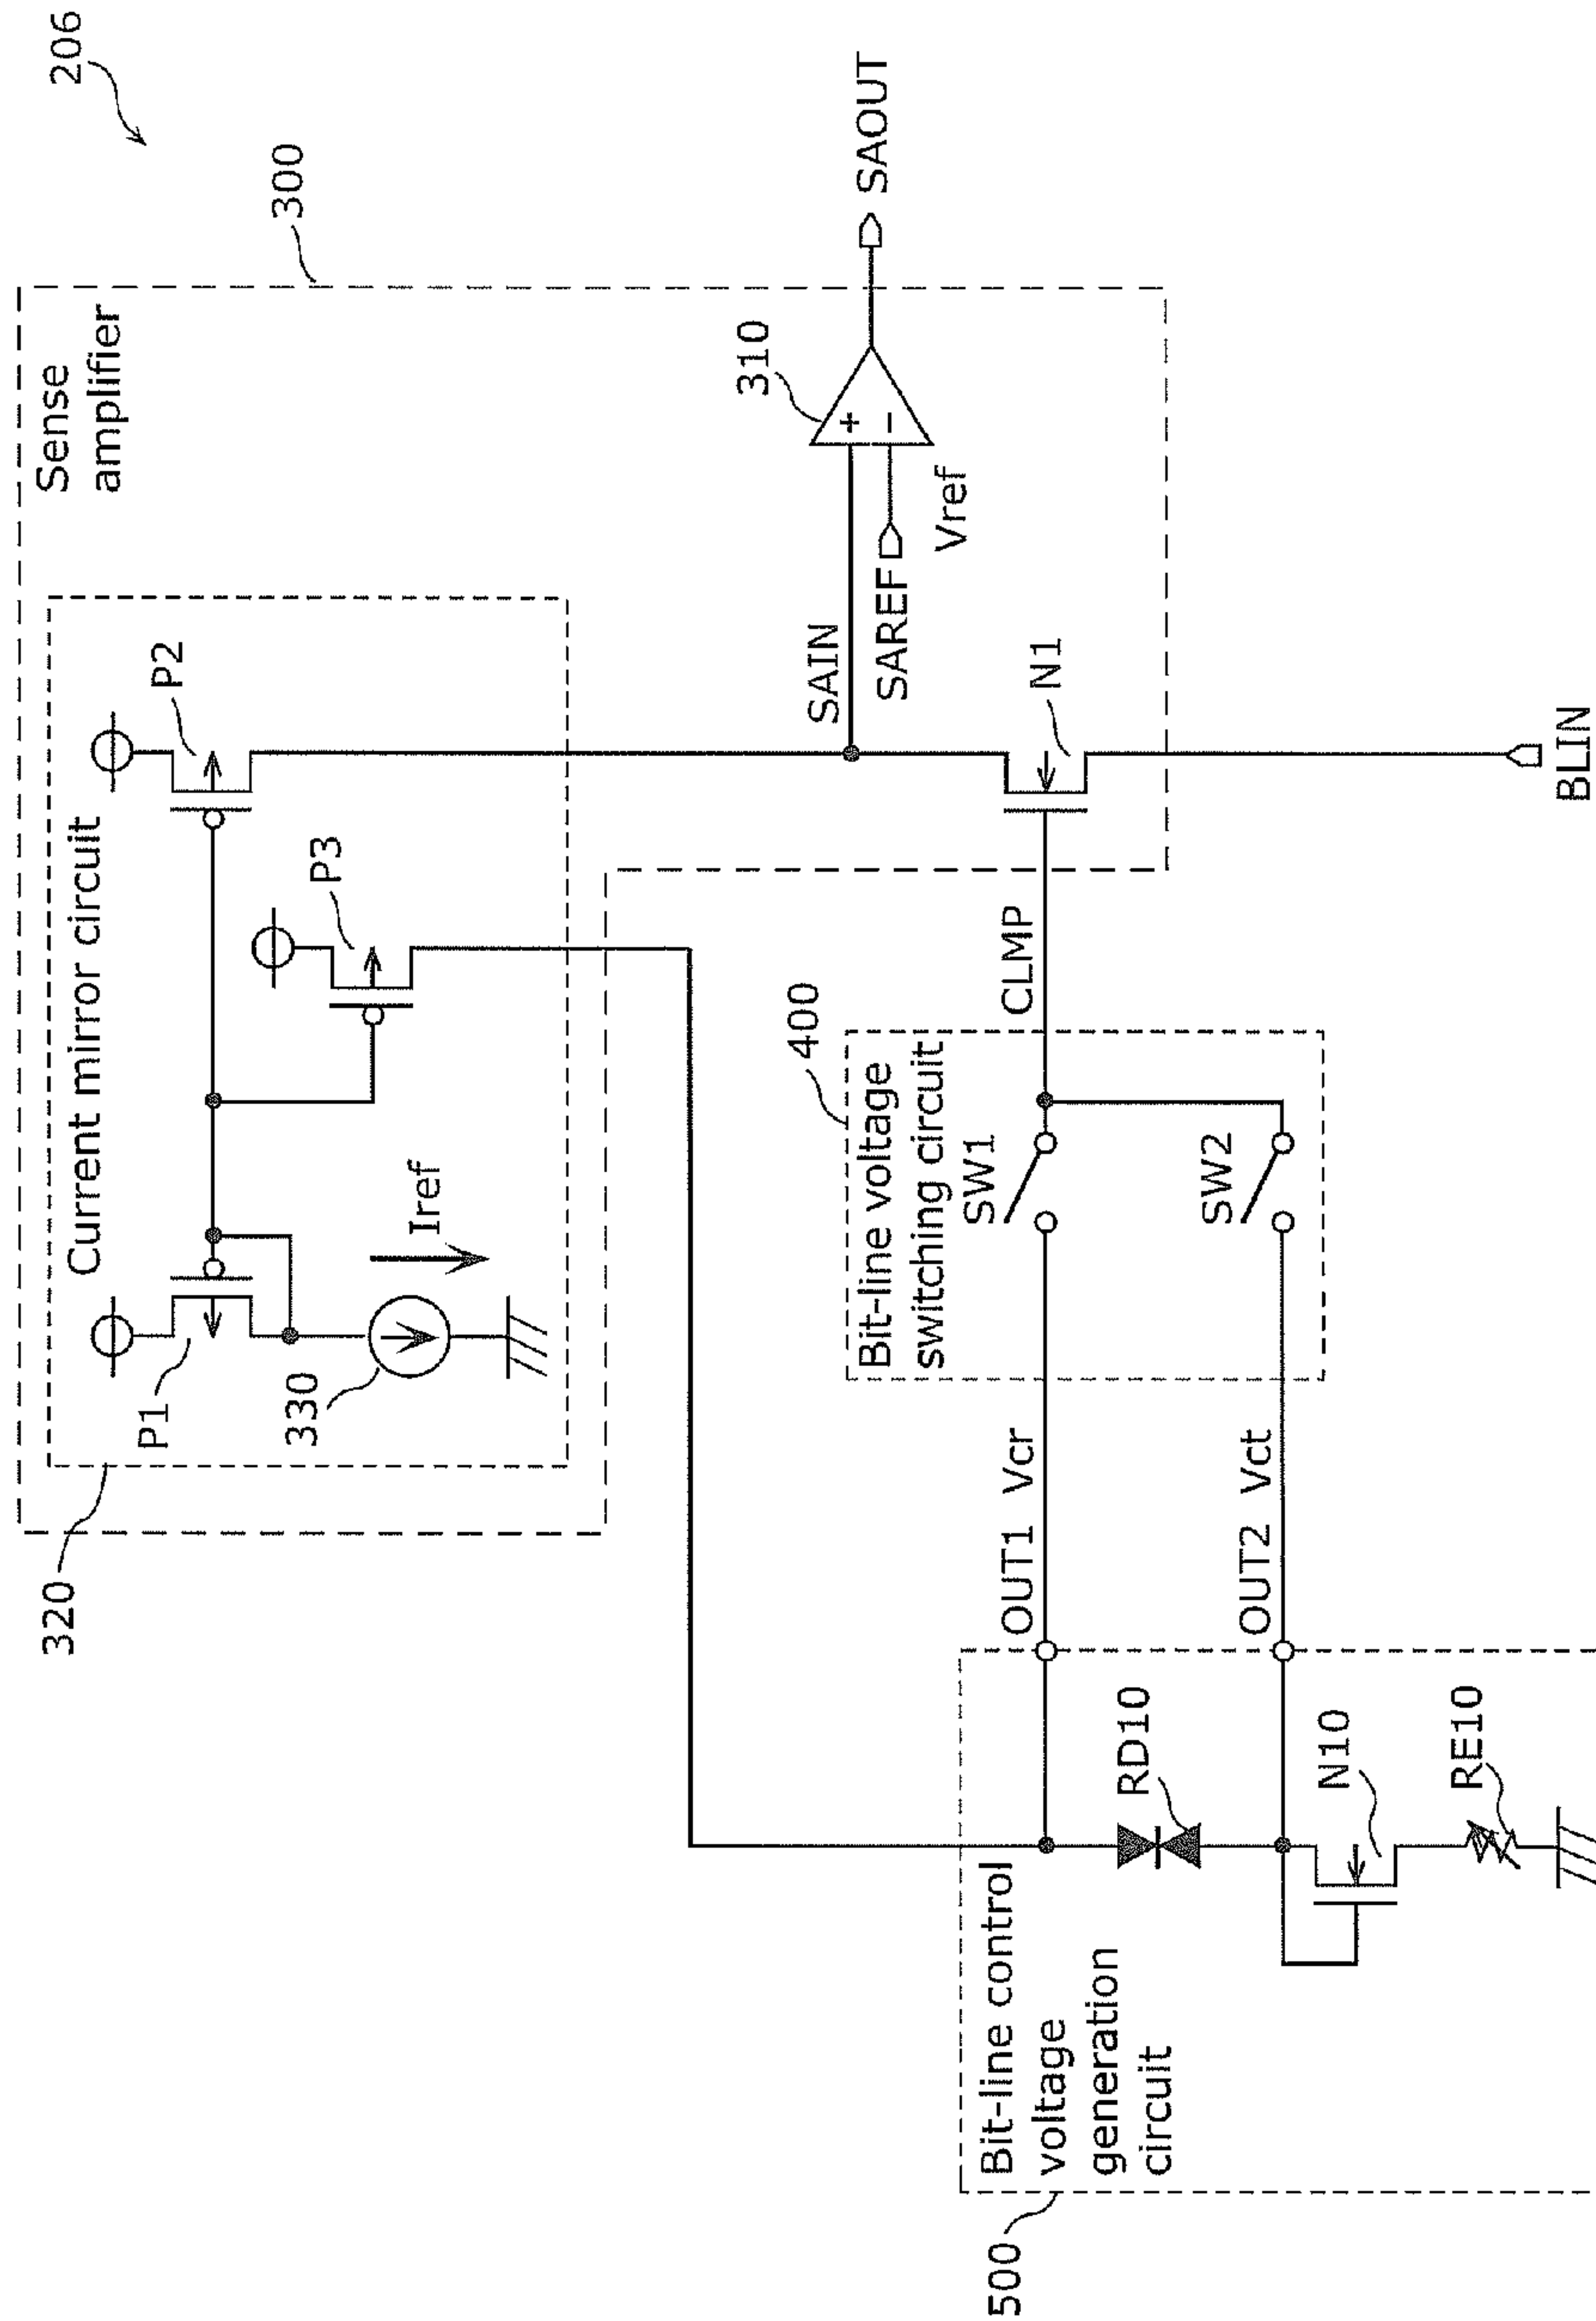 206
300
Sense
amplifier
320
Current mirror circuit
P1
P2
P3
330
Iref
SAIN
310
+
−
SAREF
Vref
SAOUT
N1
BLIN
CLMP
400
Bit-line voltage
switching circuit
SW1
SW2
OUT1 Vcr
OUT2 Vct
500
Bit-line control
voltage
generation
circuit
RD10
N10
RE10